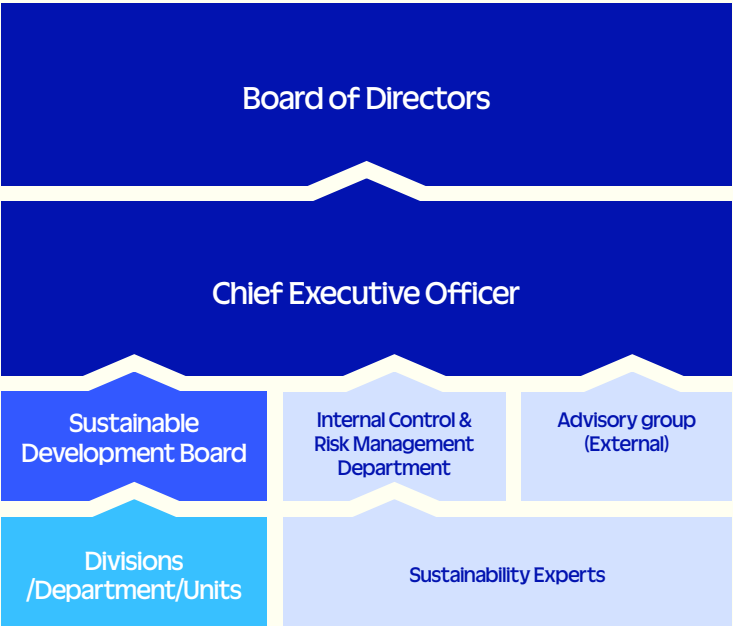 Board of Directors
Chief Executive Officer
Sustainable
Development Board
Internal Control &
Risk Management
Department
Advisory group
(External)
Divisions
/Department/Units
Sustainability Experts